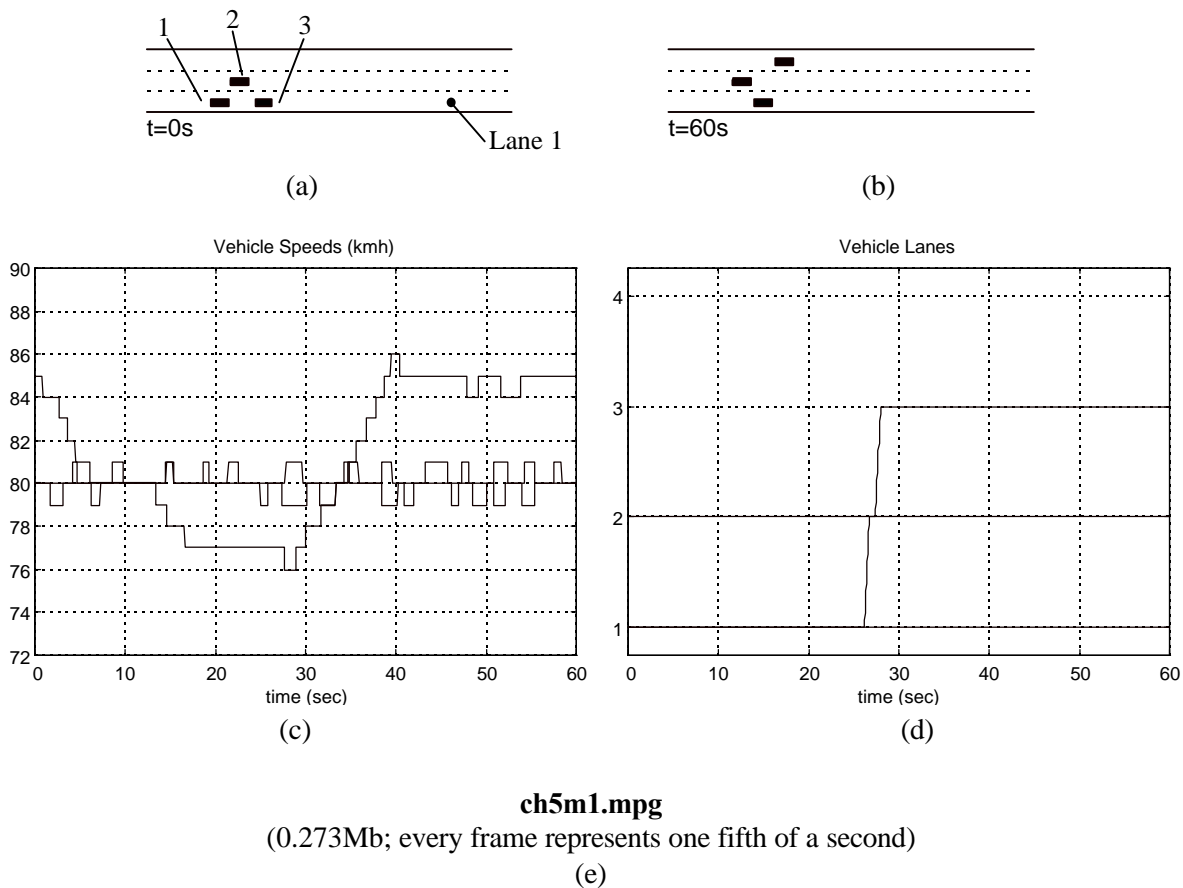 1 2 3
t=0s
Lane 1
t=60s
(a) (b)
Vehicle Speeds (kmh)
90
88
86
84
82
80
78
76
74
72
0 10 20 30 40 50 60
time (sec)
(c)
Vehicle Lanes
4
3
2
1
0 10 20 30 40 50 60
time (sec)
(d)
ch5m1.mpg
(0.273Mb; every frame represents one fifth of a second)
(e)